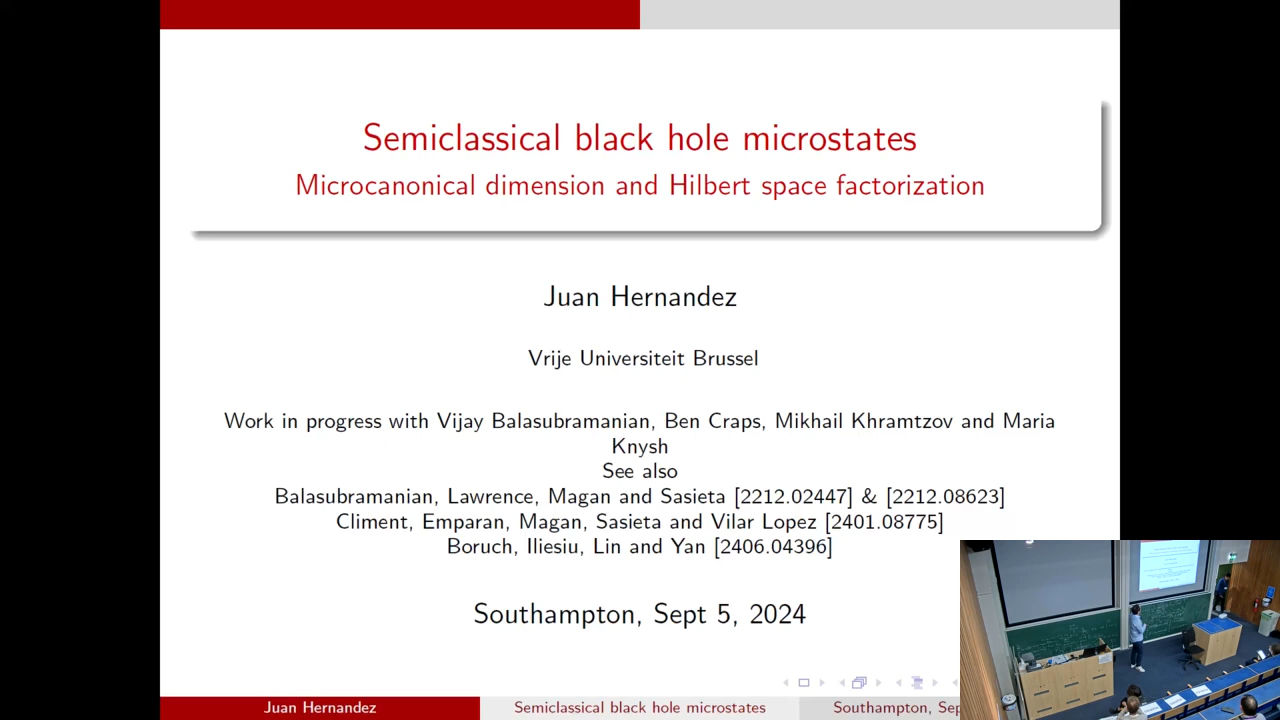 Semiclassical black hole microstates
Microcanonical dimension and Hilbert space factorization
Juan Hernandez
Vrije Universiteit Brussel
Work in progress with Vijay Balasubramanian, Ben Craps, Mikhail Khramtzov and Maria
Knysh
See also
Balasubramanian, Lawrence, Magan and Sasieta [2212.02447] & [2212.08623]
Climent, Emparan, Magan, Sasieta and Vilar Lopez [2401.08775]
Boruch, Iliesiu, Lin and Yan [2406.04396]
Southampton, Sept 5, 2024
Juan Hernandez
Semiclassical black hole microstates
Southampton, Sep